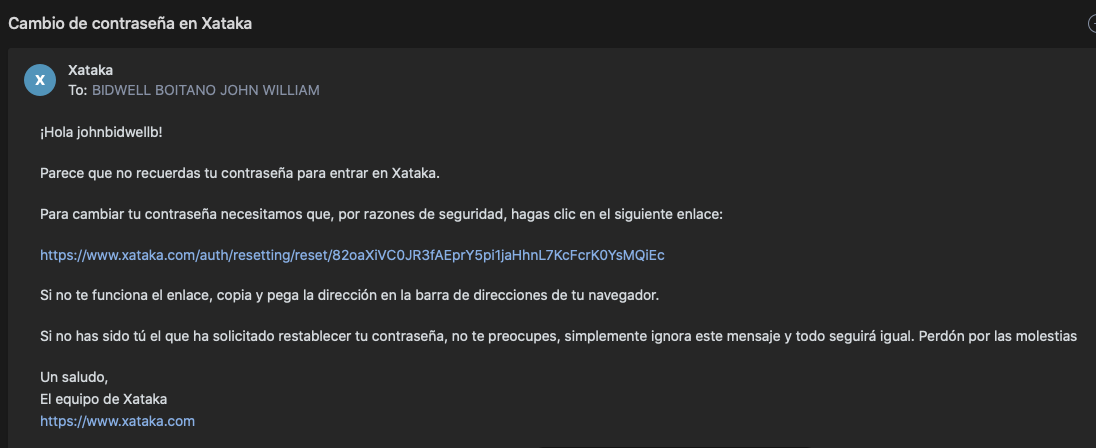 Cambio de contraseña en Xataka
X
Xataka
To: BIDWELL BOITANO JOHN WILLIAM
¡Hola johnbidwellb!
Parece que no recuerdas tu contraseña para entrar en Xataka.
Para cambiar tu contraseña necesitamos que, por razones de seguridad, hagas clic en el siguiente enlace:
https://www.xataka.com/auth/resetting/reset/82oaXiVC0JR3fAEprY5pi1jaHhnL7KcFcrK0YsMQiEc
Si no te funciona el enlace, copia y pega la dirección en la barra de direcciones de tu navegador.
Si no has sido tú el que ha solicitado restablecer tu contraseña, no te preocupes, simplemente ignora este mensaje y todo seguirá igual. Perdón por las molestias
Un saludo,
El equipo de Xataka
https://www.xataka.com